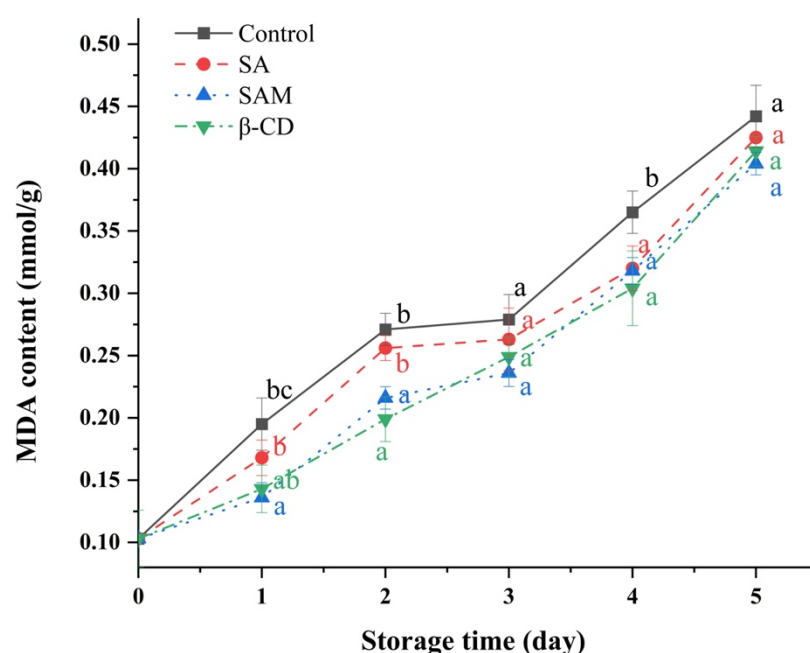 Control
SA
SAM
β-CD
0.50
0.45
0.40
0.35
0.30
0.25
0.20
0.15
0.10
MDA content (mmol/g)
bc
b
ab
a
b
b
a
a
a
a
a
a
b
a
a
a
a
a
a
a
0 1 2 3 4 5
Storage time (day)